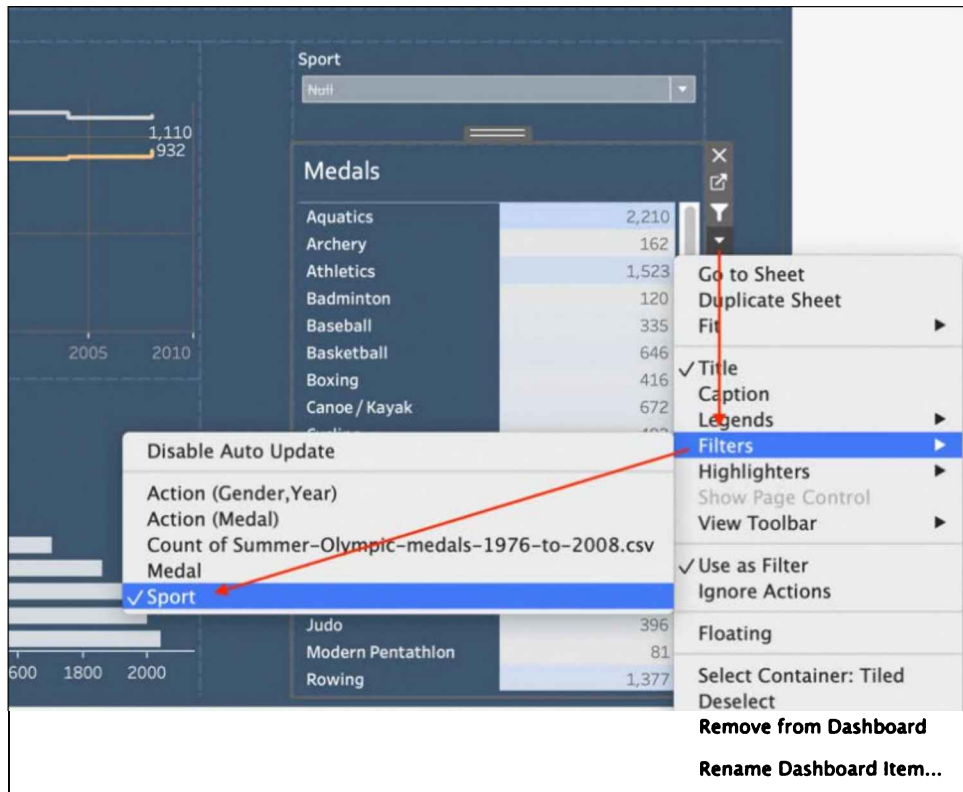 Sport
Null
1,110
932
2005 2010
Medals
Aquatics 2,210
Archery 162
Athletics 1,523
Badminton 120
Baseball 335
Basketball 646
Boxing 416
Canoe / Kayak 672
Go to Sheet
Duplicate Sheet
Fit
✓ Title
Caption
Legends
Filters
Highlighters
Show Page Control
View Toolbar
✓ Use as Filter
Ignore Actions
Floating
Select Container: Tiled
Deselect
Remove from Dashboard
Rename Dashboard Item...
Disable Auto Update
Action (Gender,Year)
Action (Medal)
Count of Summer-Olympic-medals-1976-to-2008.csv
Medal
✓ Sport
Judo 396
Modern Pentathlon 81
Rowing 1,377
600 1800 2000